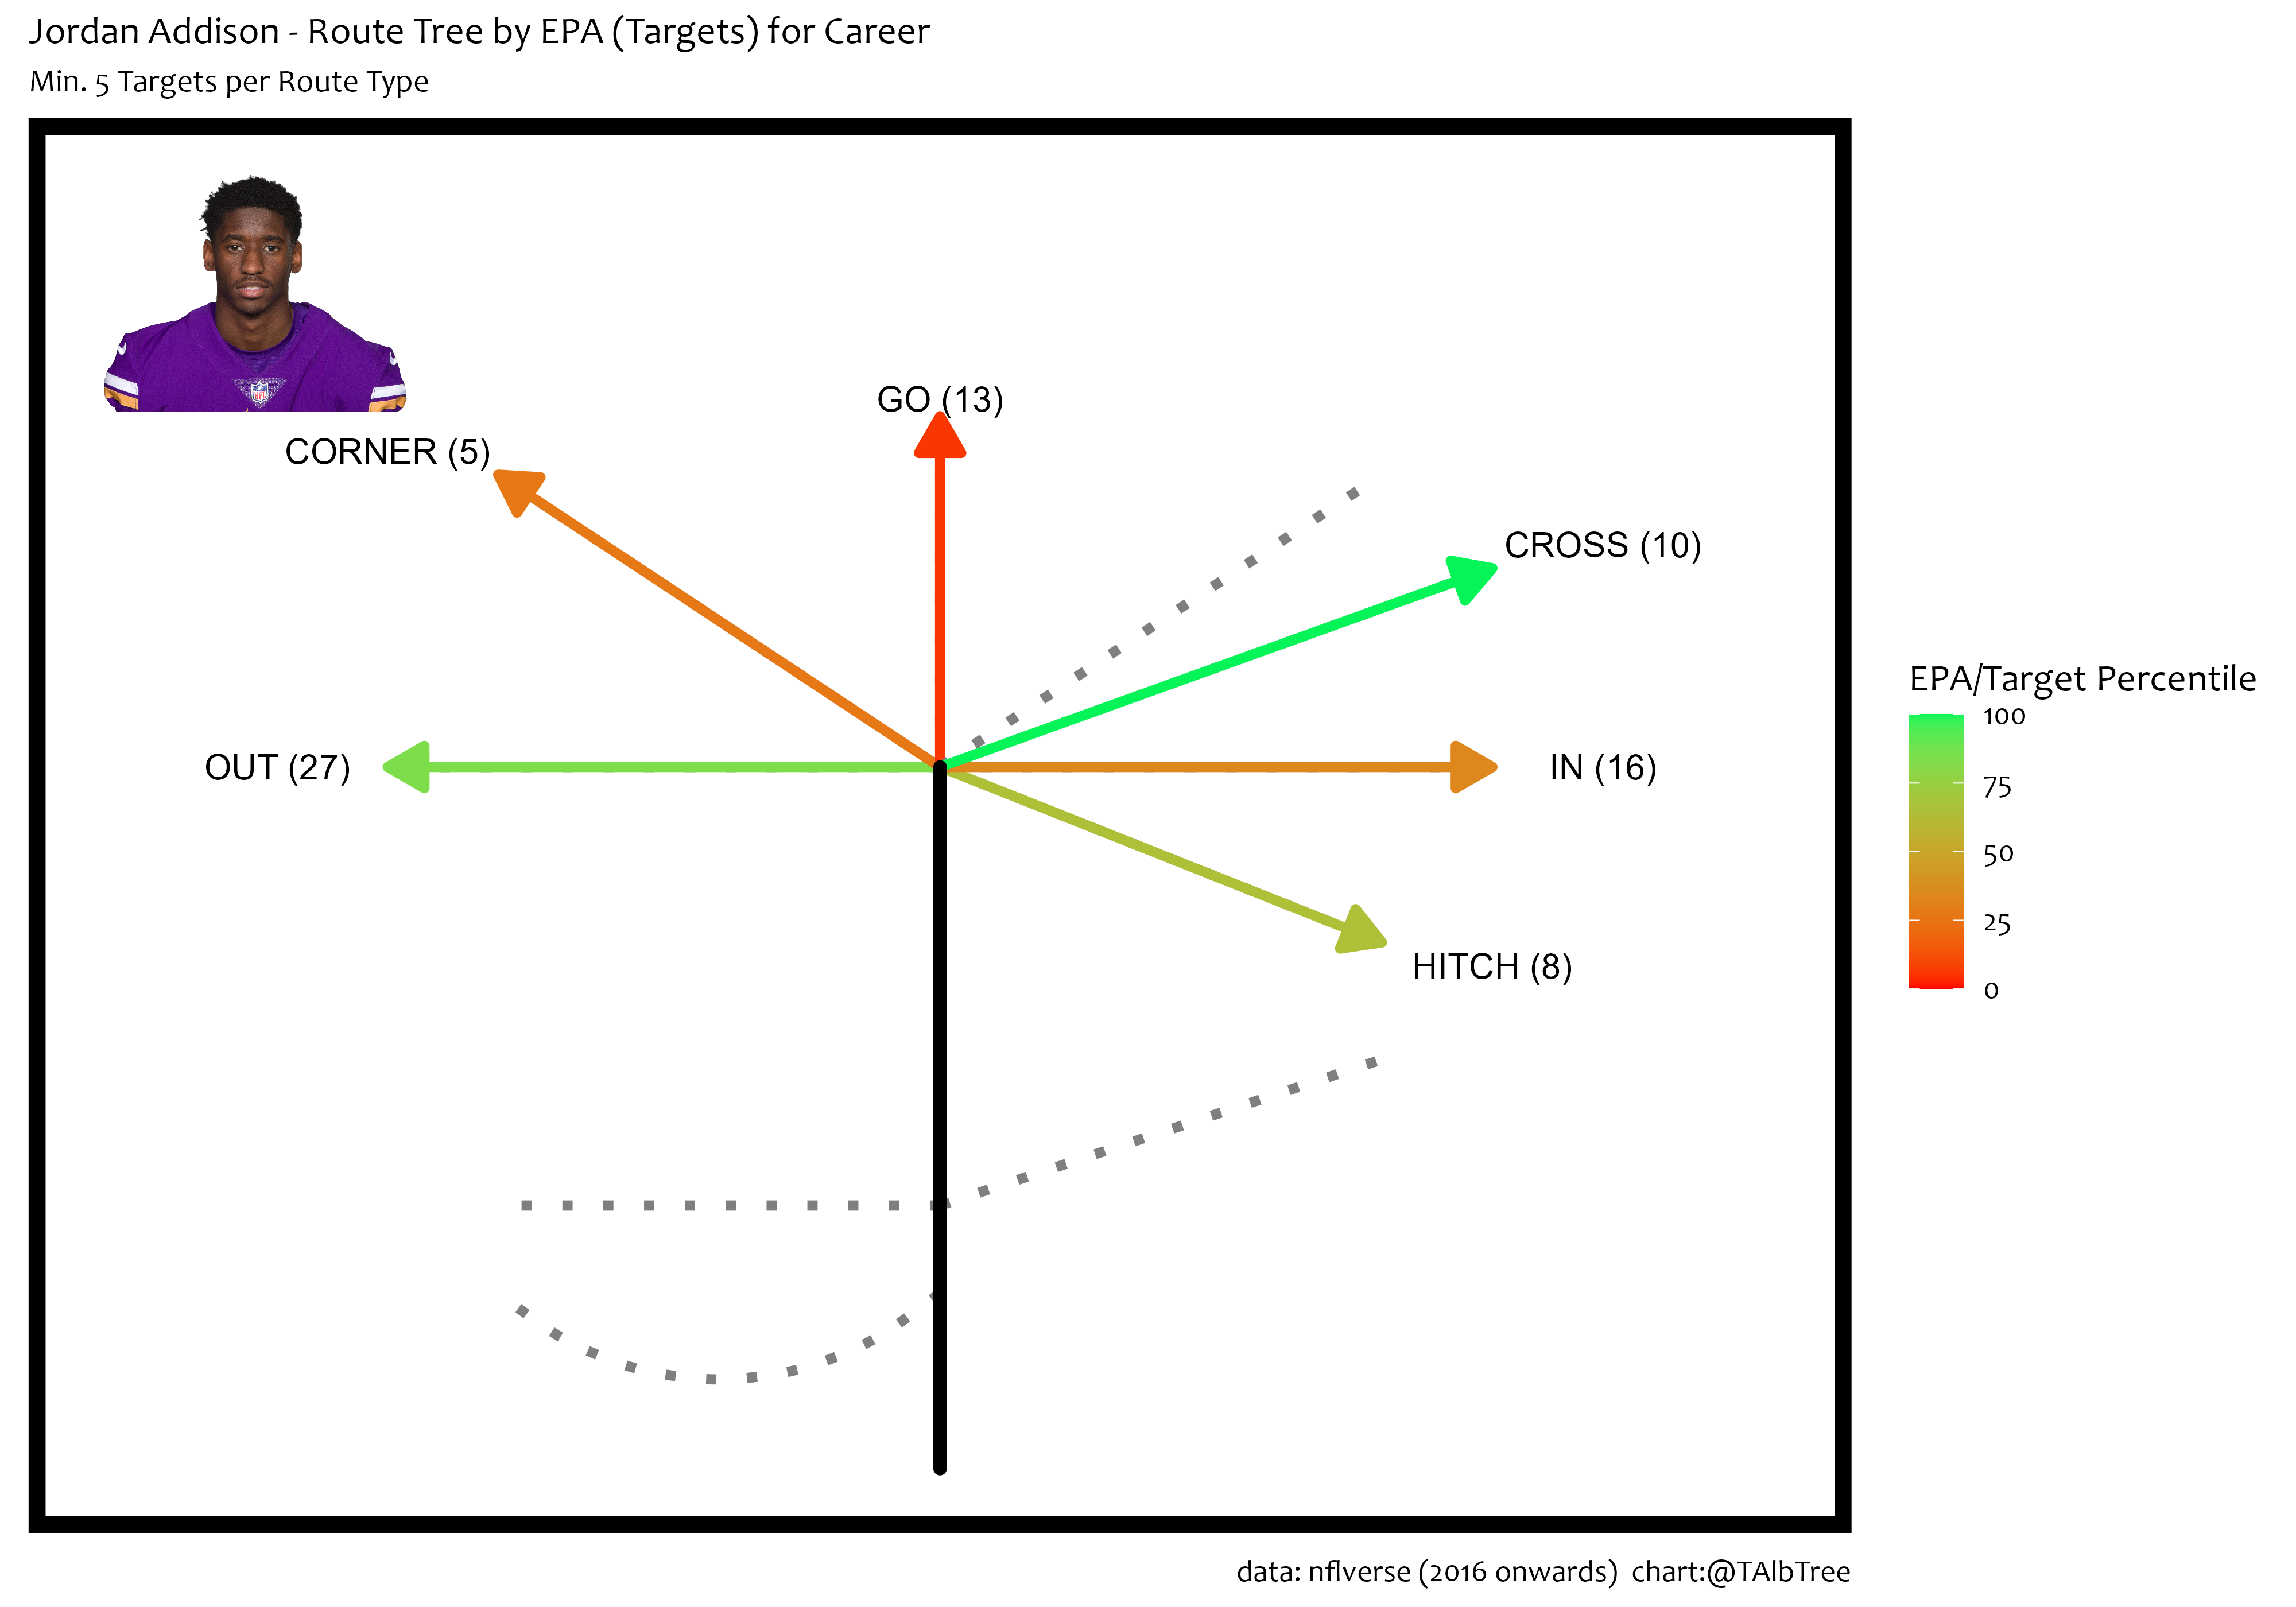 Jordan Addison - Route Tree by EPA (Targets) for Career
Min. 5 Targets per Route Type
GO (13)
CORNER (5)
CROSS (10)
OUT (27)
IN (16)
HITCH (8)
EPA/Target Percentile
100
75
50
25
0
NFL
data: nflverse (2016 onwards) chart:@TAlbTree